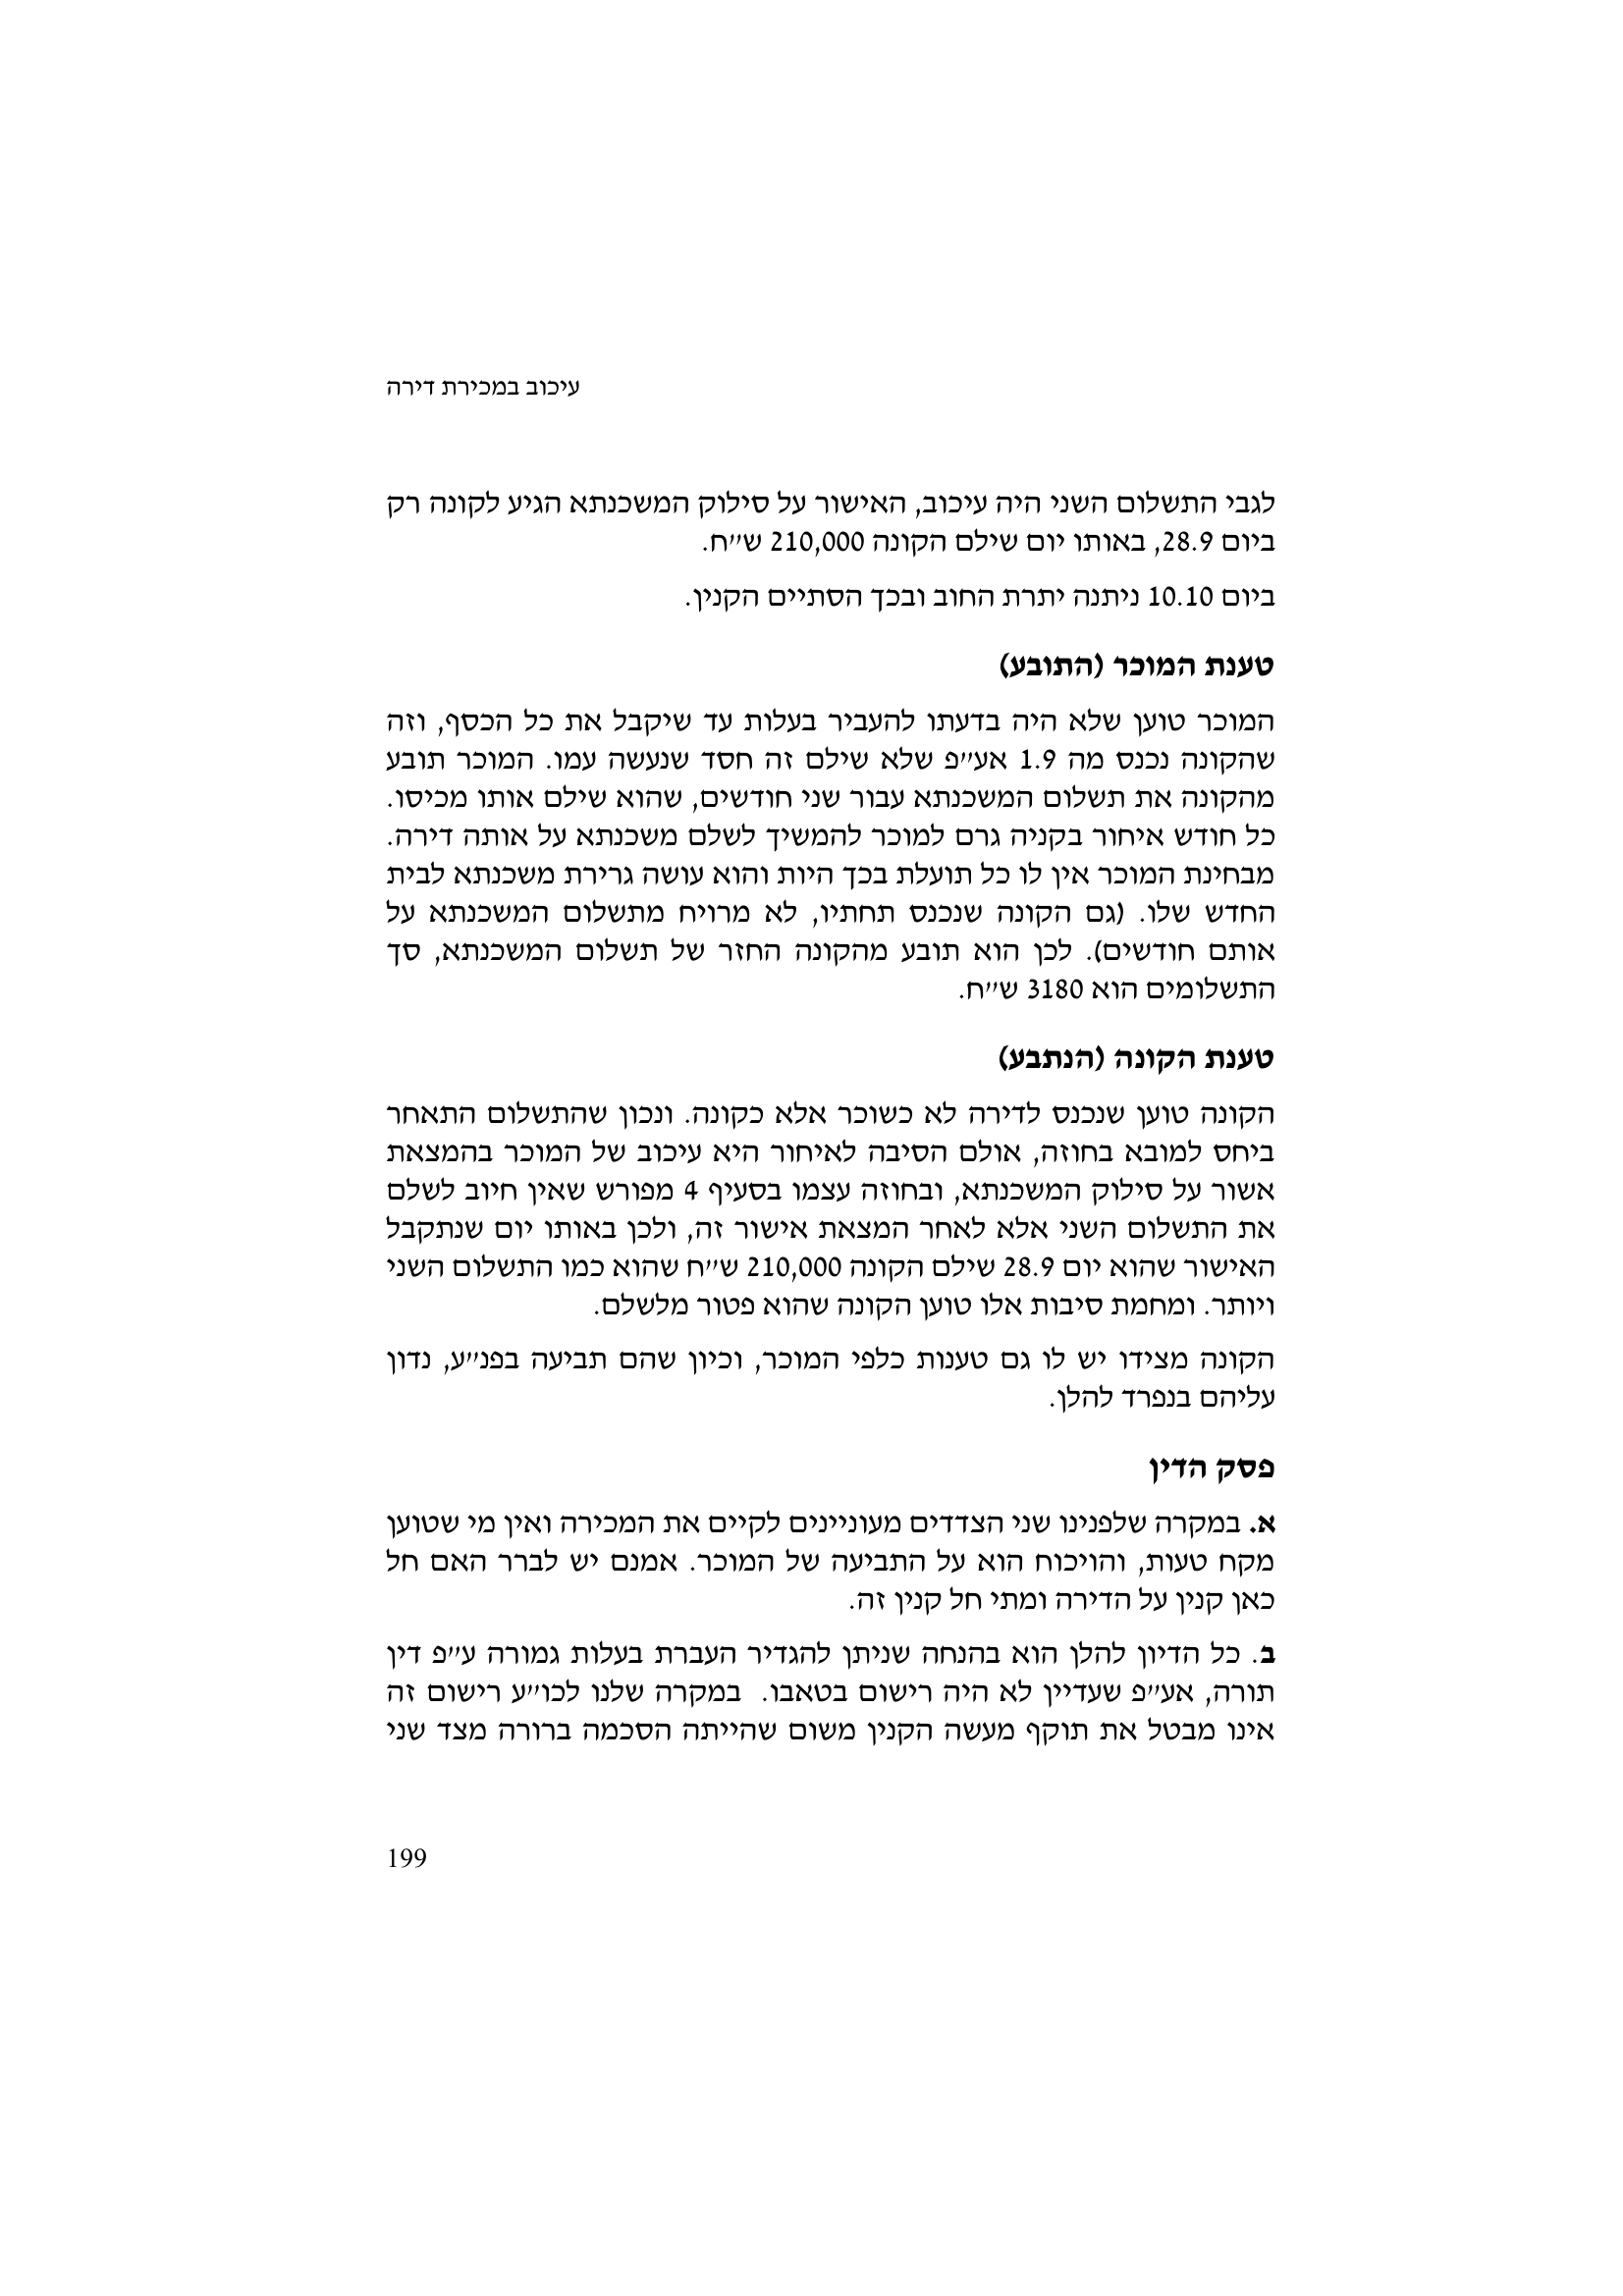 עיכוב במכירת דירה
לגבי התשלום השני היה עיכוב, האישור על סילוק המשכנתא הגיע לקונה רק
ביום 28.9, באותו יום שילם הקונה 210,000 ש״ח.
ביום 10.10 ניתנה יתרת החוב ובכך הסתיים הקנין.
טענת המוכר (התובע)
המוכר טוען שלא היה בדעתו להעביר בעלות עד שיקבל את כל הכסף, וזה
שהקונה נכנס מה 1.9 אע״פ שלא שילם זה חסד שנעשה עמו. המוכר תובע
מהקונה את תשלום המשכנתא עבור שני חודשים, שהוא שילם אותו מכיסו.
כל חודש איחור בקניה גרם למוכר להמשיך לשלם משכנתא על אותה דירה.
מבחינת המוכר אין לו כל תועלת בכך היות והוא עושה גרירת משכנתא לבית
החדש שלו. (גם הקונה שנכנס תחתיו, לא מרויח מתשלום המשכנתא על
אותם חודשים). לכן הוא תובע מהקונה החזר של תשלום המשכנתא, סך
התשלומים הוא 3180 ש״ח.
טענת הקונה (הנתבע)
הקונה טוען שנכנס לדירה לא כשוכר אלא כקונה. ונכון שהתשלום התאחר
ביחס למובא בחוזה, אולם הסיבה לאיחור היא עיכוב של המוכר בהמצאת
אשור על סילוק המשכנתא, ובחוזה עצמו בסעיף 4 מפורש שאין חיוב לשלם
את התשלום השני אלא לאחר המצאת אישור זה, ולכן באותו יום שנתקבל
האישור שהוא יום 28.9 שילם הקונה 210,000 ש״ח שהוא כמו התשלום השני
ויותר. ומחמת סיבות אלו טוען הקונה שהוא פטור מלשלם.
הקונה מצידו יש לו גם טענות כלפי המוכר, וכיון שהם תביעה בפנ״ע, נדון
עליהם בנפרד להלן.
פסק הדין
א. במקרה שלפנינו שני הצדדים מעוניינים לקיים את המכירה ואין מי שטוען
מקח טעות, והויכוח הוא על התביעה של המוכר. אמנם יש לברר האם חל
כאן קנין על הדירה ומתי חל קנין זה.
ב. כל הדיון להלן הוא בהנחה שניתן להגדיר העברת בעלות גמורה ע״פ דין
תורה, אע״פ שעדיין לא היה רישום בטאבו. במקרה שלנו לכו״ע רישום זה
אינו מבטל את תוקף מעשה הקנין משום שהייתה הסכמה ברורה מצד שני
199